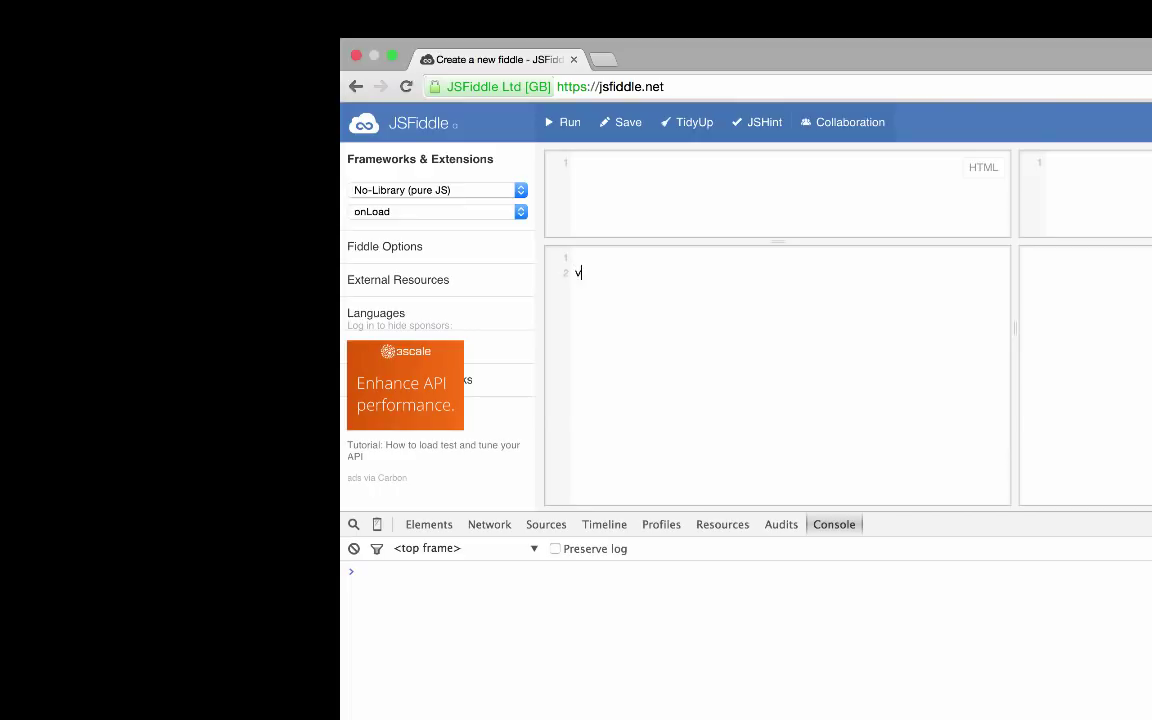 Create a new fiddle - JSFidd
JSFiddle Ltd [GB] https://jsfiddle.net
JSFiddle α
Run Save TidyUp JSHint Collaboration
Frameworks & Extensions
No-Library (pure JS)
onLoad
Fiddle Options
External Resources
Languages
Log in to hide sponsors:
ks
3scale
Enhance API
performance.
Tutorial: How to load test and tune your
API
ads via Carbon
1
HTML
1
1
2 v
Elements Network Sources Timeline Profiles Resources Audits Console
<top frame> Preserve log
>